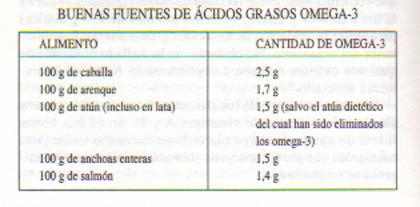 BUENAS FUENTES DE ÁCIDOS GRASOS OMEGA-3
ALIMENTO CANTIDAD DE OMEGA-3
100 g de caballa 2,5 g
100 g de arenque 1,7 g
100 g de atún (incluso en lata) 1,5 g (salvo el atún dietético
del cual han sido eliminados
los omega-3)
100 g de anchoas enteras 1,5 g
100 g de salmón 1,4 g